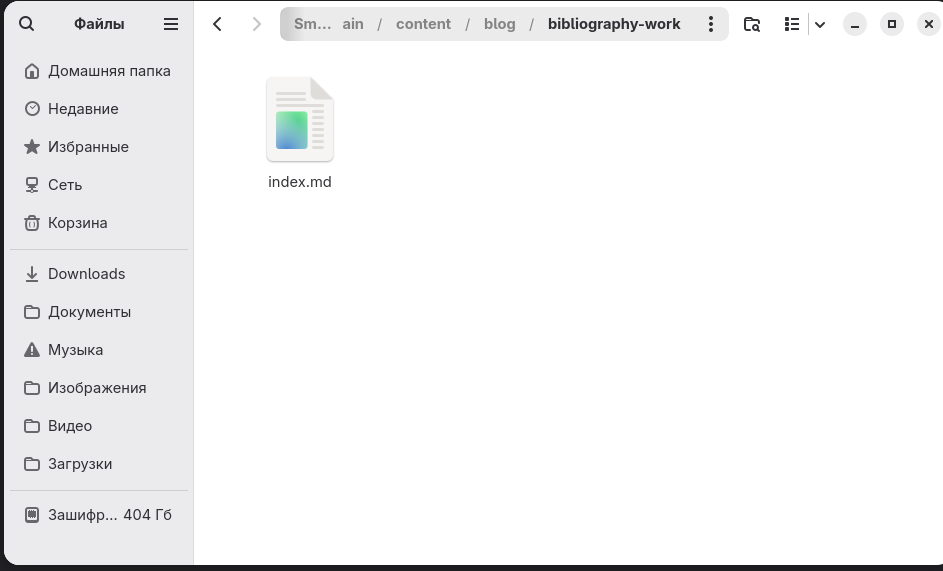 Файлы
Sm... ain / content / blog / bibliography-work
Домашняя папка
Недавние
Избранные
Сеть
Корзина
Downloads
Документы
Музыка
Изображения
Видео
Загрузки
Зашифр... 404 Гб
index.md